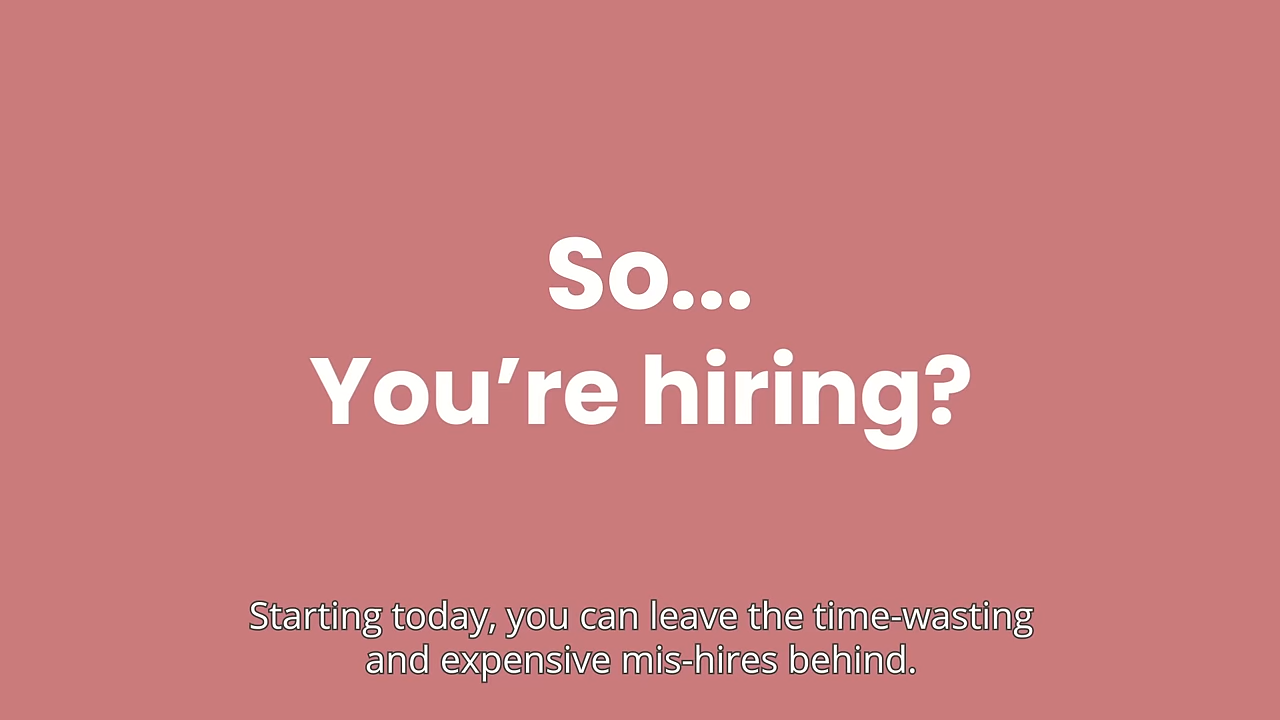 So...
You’re hiring?
Starting today, you can leave the time-wasting
and expensive mis-hires behind.